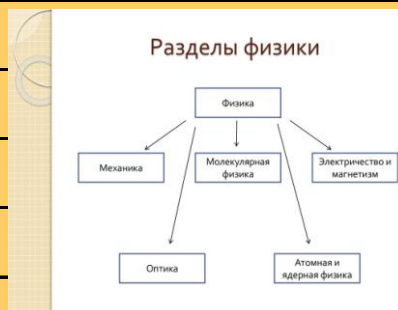 Разделы физики
Физика
Механика
Молекулярная
физика
Электричество и
магнетизм
Оптика
Атомная и
ядерная физика